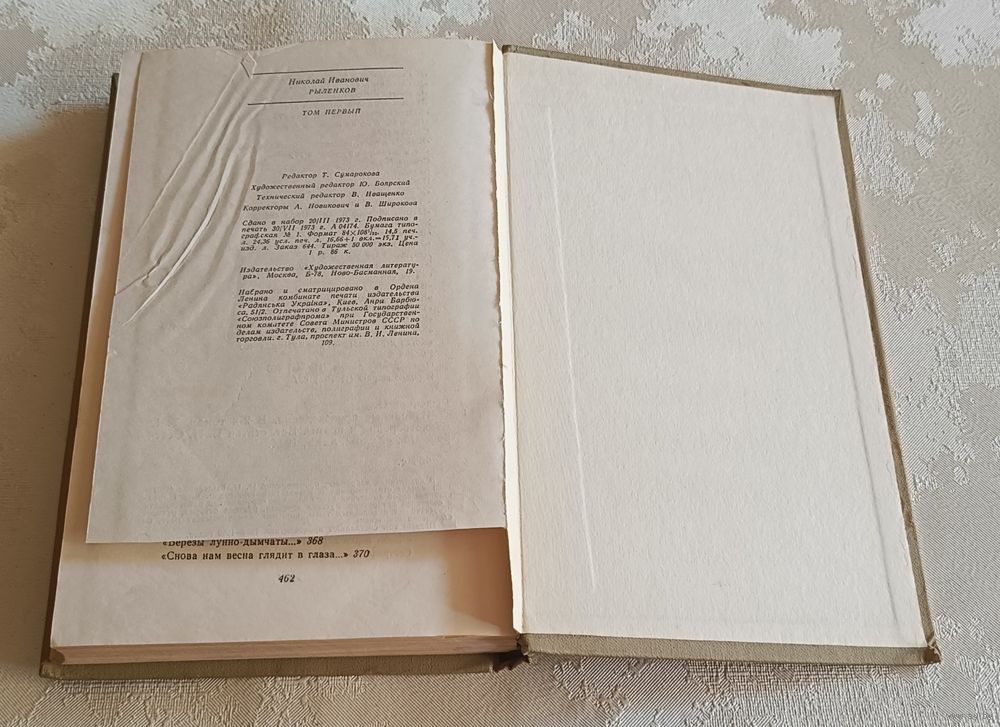 Николай Иванович
РЫЛЕНКОВ
ТОМ ПЕРВЫЙ
Редактор Т. Сумарокова
Художественный редактор Ю. Боярский
Технический редактор В. Иващенко
Корректоры А. Новикович и В. Широкова
Сдано в набор 20/III 1973 г. Подписано в
печать 30/VII 1973 г. А 04174. Бумага типо-
графская № 1. Формат 84×108¹/₃₂. 14,5 печ.
л. 24,36 усл. печ. л. 16,66+1 вкл.=15,71 уч.-
изд. л. Заказ 644. Тираж 50 000 экз. Цена
1 р. 86 к.
Издательство «Художественная литерату-
ра», Москва, Б-78, Ново-Басманная, 19.
Набрано и сматрицировано в Ордена
Ленина комбинате печати издательства
«Радянська Україна», Киев, Анри Барбю-
са, 51/2. Отпечатано в Тульской типографии
«Союзполиграфпрома» при Государствен-
ном комитете Совета Министров СССР по
делам издательств, полиграфии и книжной
торговли. г. Тула, проспект им. В. И. Ленина,
109.
«Березы лунно-дымчаты...» 368
«Снова нам весна глядит в глаза...» 370
462